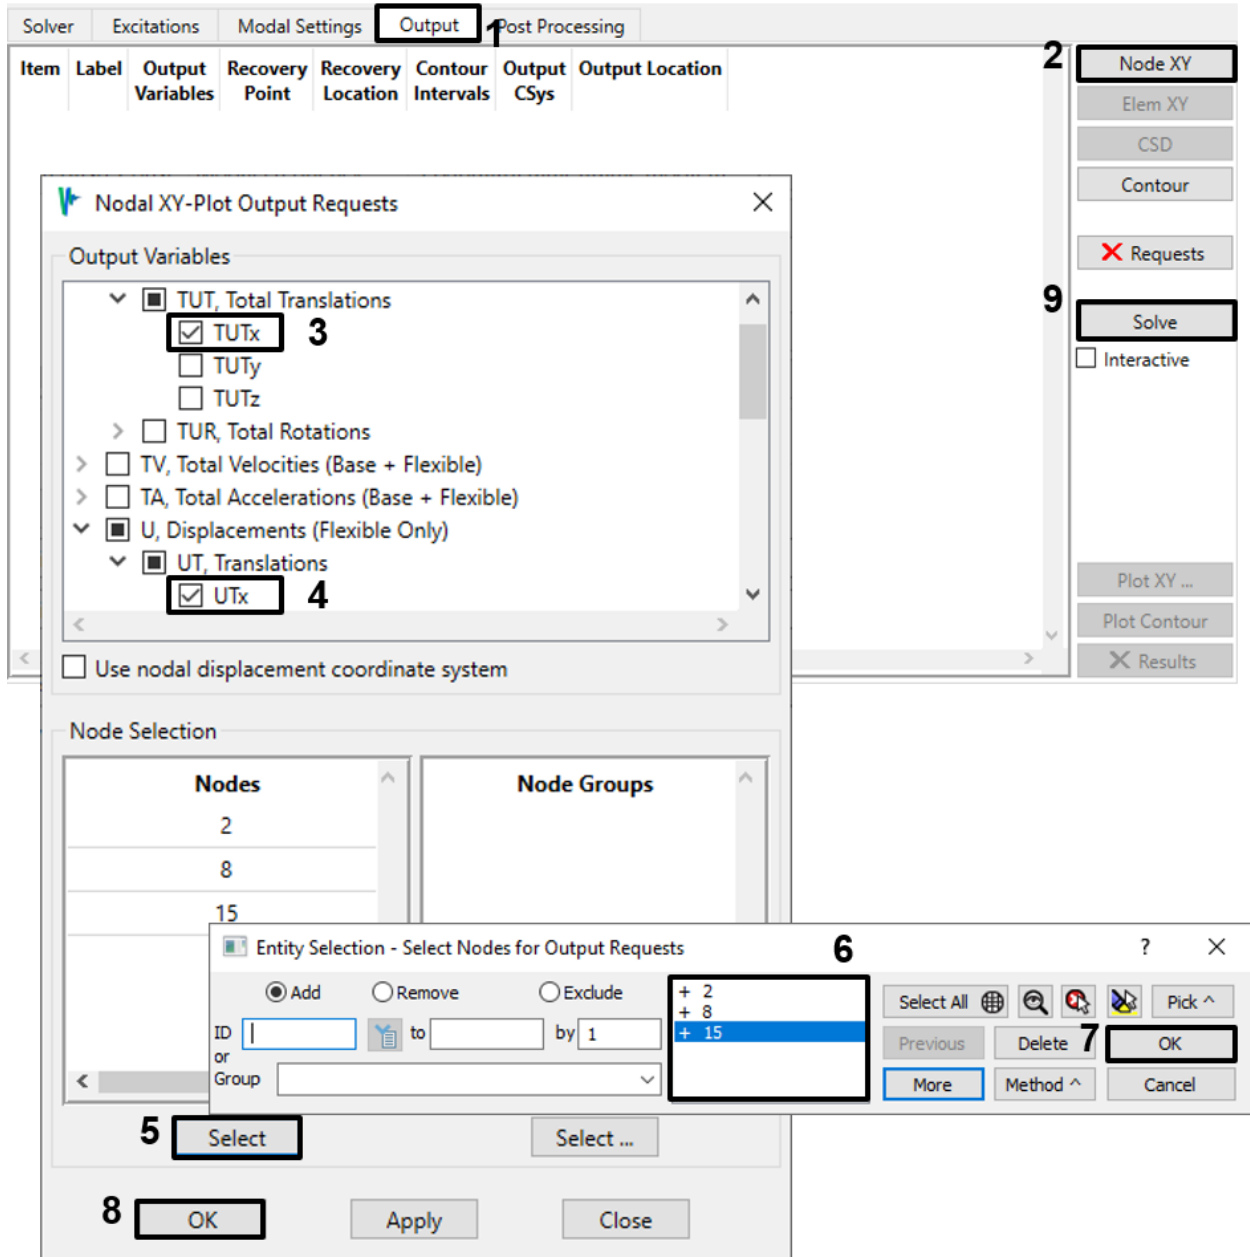 Solver Excitations Modal Settings Output 1 Post Processing
Item Label Output Variables Recovery Point Recovery Location Contour Intervals Output CSys Output Location
2 Node XY
Elem XY
CSD
Contour
Requests
9 Solve
Interactive
Plot XY ...
Plot Contour
Results
Nodal XY-Plot Output Requests
Output Variables
TUT, Total Translations
TUTx 3
TUTy
TUTz
TUR, Total Rotations
TV, Total Velocities (Base + Flexible)
TA, Total Accelerations (Base + Flexible)
U, Displacements (Flexible Only)
UT, Translations
UTx 4
Use nodal displacement coordinate system
Node Selection
Nodes Node Groups
2
8
15
Entity Selection - Select Nodes for Output Requests 6 ?
Add Remove Exclude
ID to by 1
or
Group
+ 2
+ 8
+ 15
Select All Pick ^
Previous Delete 7 OK
More Method ^ Cancel
5 Select Select ...
8 OK Apply Close